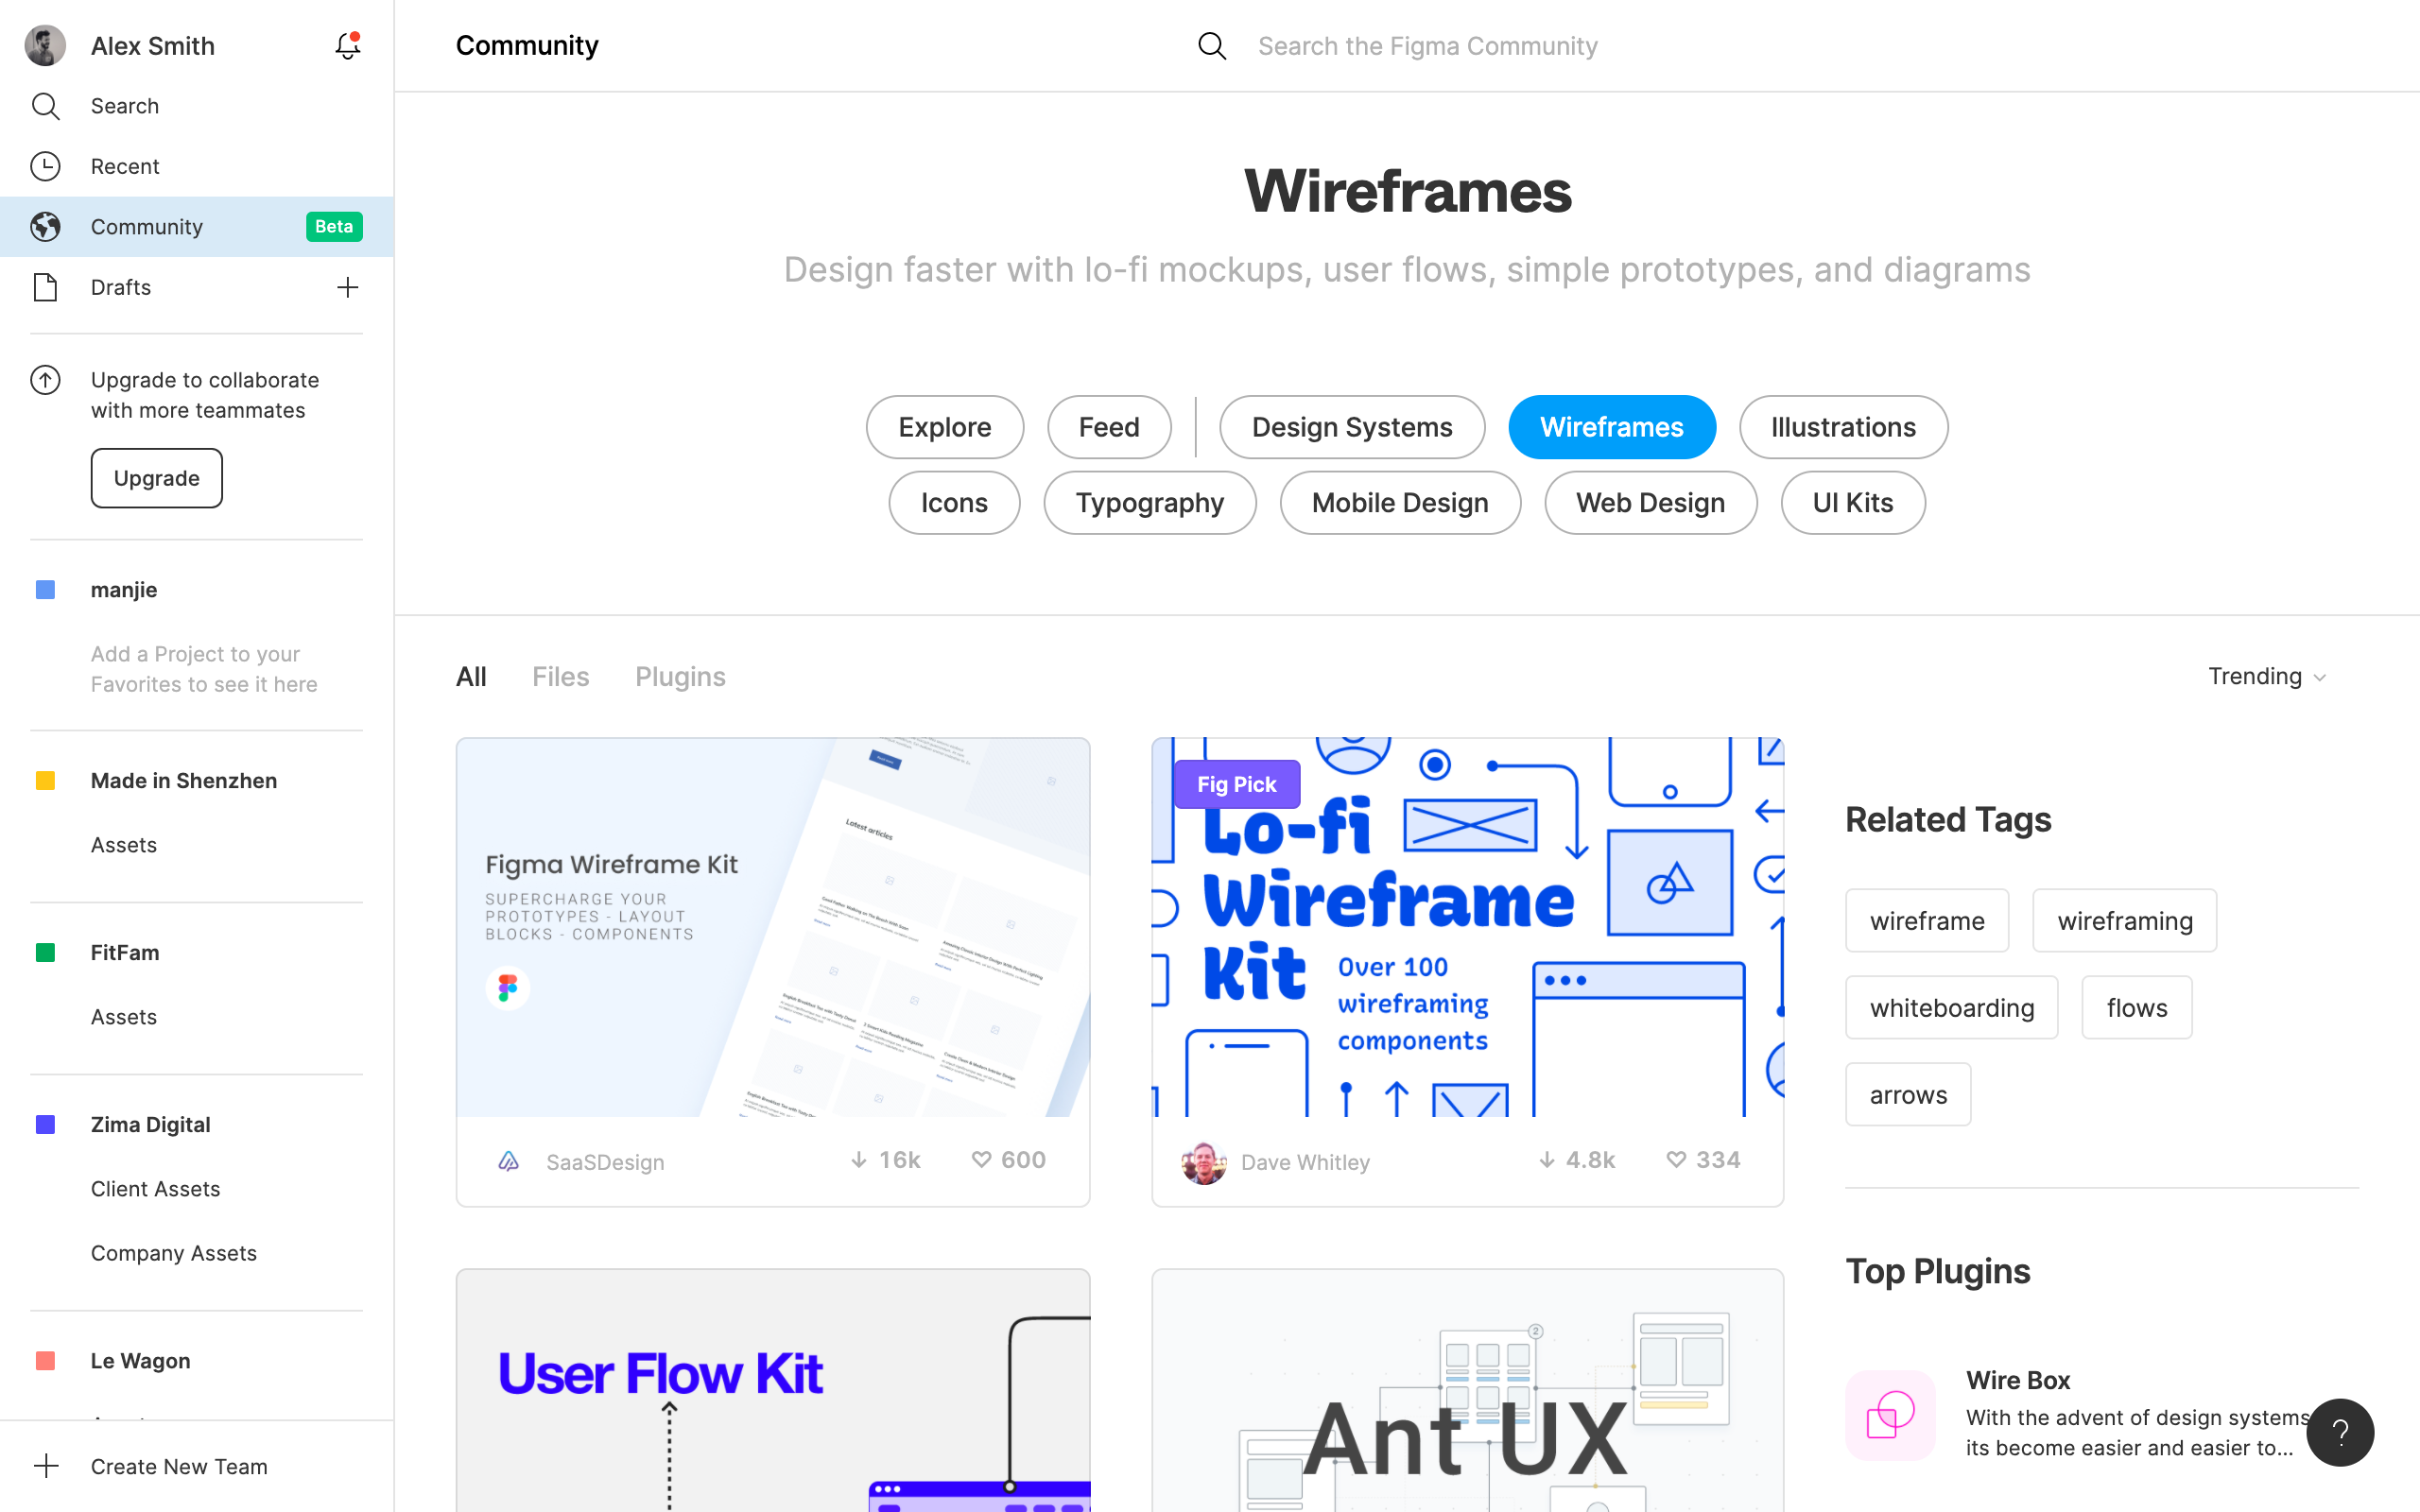 Alex Smith
Search
Recent
Community Beta
Drafts
Upgrade to collaborate
with more teammates
Upgrade
manjie
Add a Project to your
Favorites to see it here
Made in Shenzhen
Assets
FitFam
Assets
Zima Digital
Client Assets
Company Assets
Le Wagon
Create New Team
Community
Search the Figma Community
Wireframes
Design faster with lo-fi mockups, user flows, simple prototypes, and diagrams
Explore Feed Design Systems Wireframes Illustrations
Icons Typography Mobile Design Web Design UI Kits
All Files Plugins
Trending
Figma Wireframe Kit
SUPERCHARGE YOUR
PROTOTYPES - LAYOUT
BLOCKS - COMPONENTS
Latest articles
SaaSDesign 16k 600
Fig Pick
Lo-fi
Wireframe
Kit
Over 100
wireframing
components
Dave Whitley 4.8k 334
User Flow Kit
2
Ant UX
Related Tags
wireframe wireframing
whiteboarding flows
arrows
Top Plugins
Wire Box
With the advent of design systems
its become easier and easier to...
?